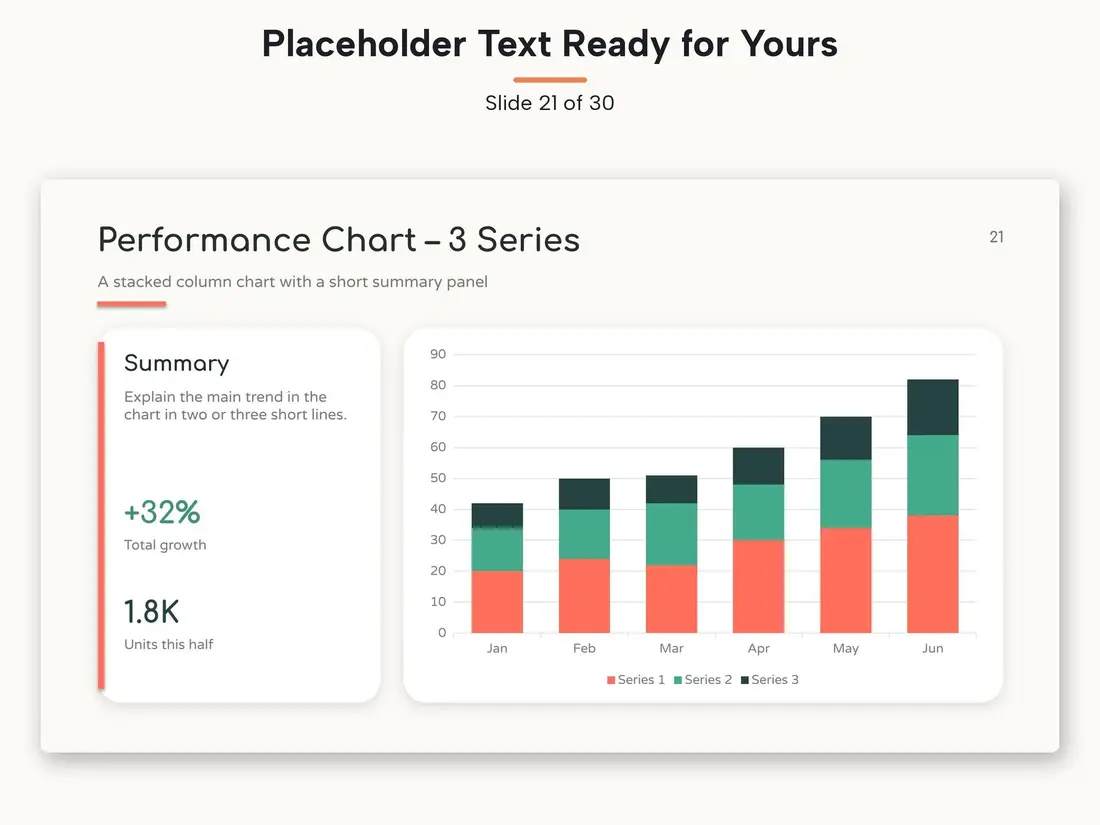 Placeholder Text Ready for Yours
Slide 21 of 30
Performance Chart – 3 Series
21
A stacked column chart with a short summary panel
Summary
Explain the main trend in the
chart in two or three short lines.
+32%
Total growth
1.8K
Units this half
90
80
70
60
50
40
30
20
10
0
Jan Feb Mar Apr May Jun
Series 1 Series 2 Series 3